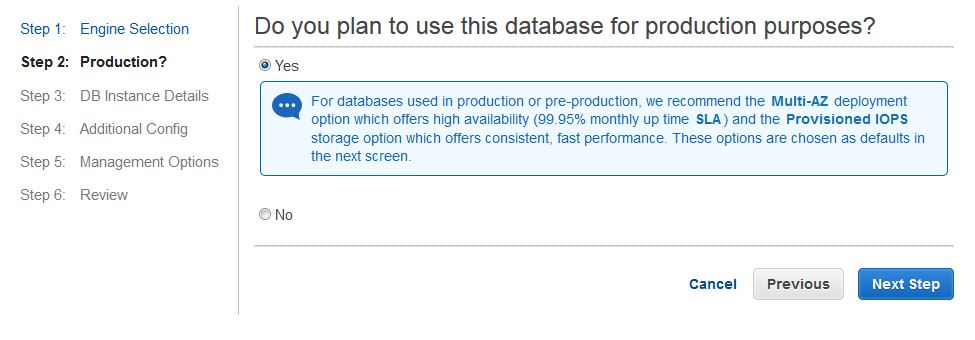 Step 1: Engine Selection
Step 2: Production?
Step 3: DB Instance Details
Step 4: Additional Config
Step 5: Management Options
Step 6: Review
Do you plan to use this database for production purposes?
Yes
For databases used in production or pre-production, we recommend the Multi-AZ deployment
option which offers high availability (99.95% monthly up time SLA) and the Provisioned IOPS
storage option which offers consistent, fast performance. These options are chosen as defaults in
the next screen.
No
Cancel Previous Next Step